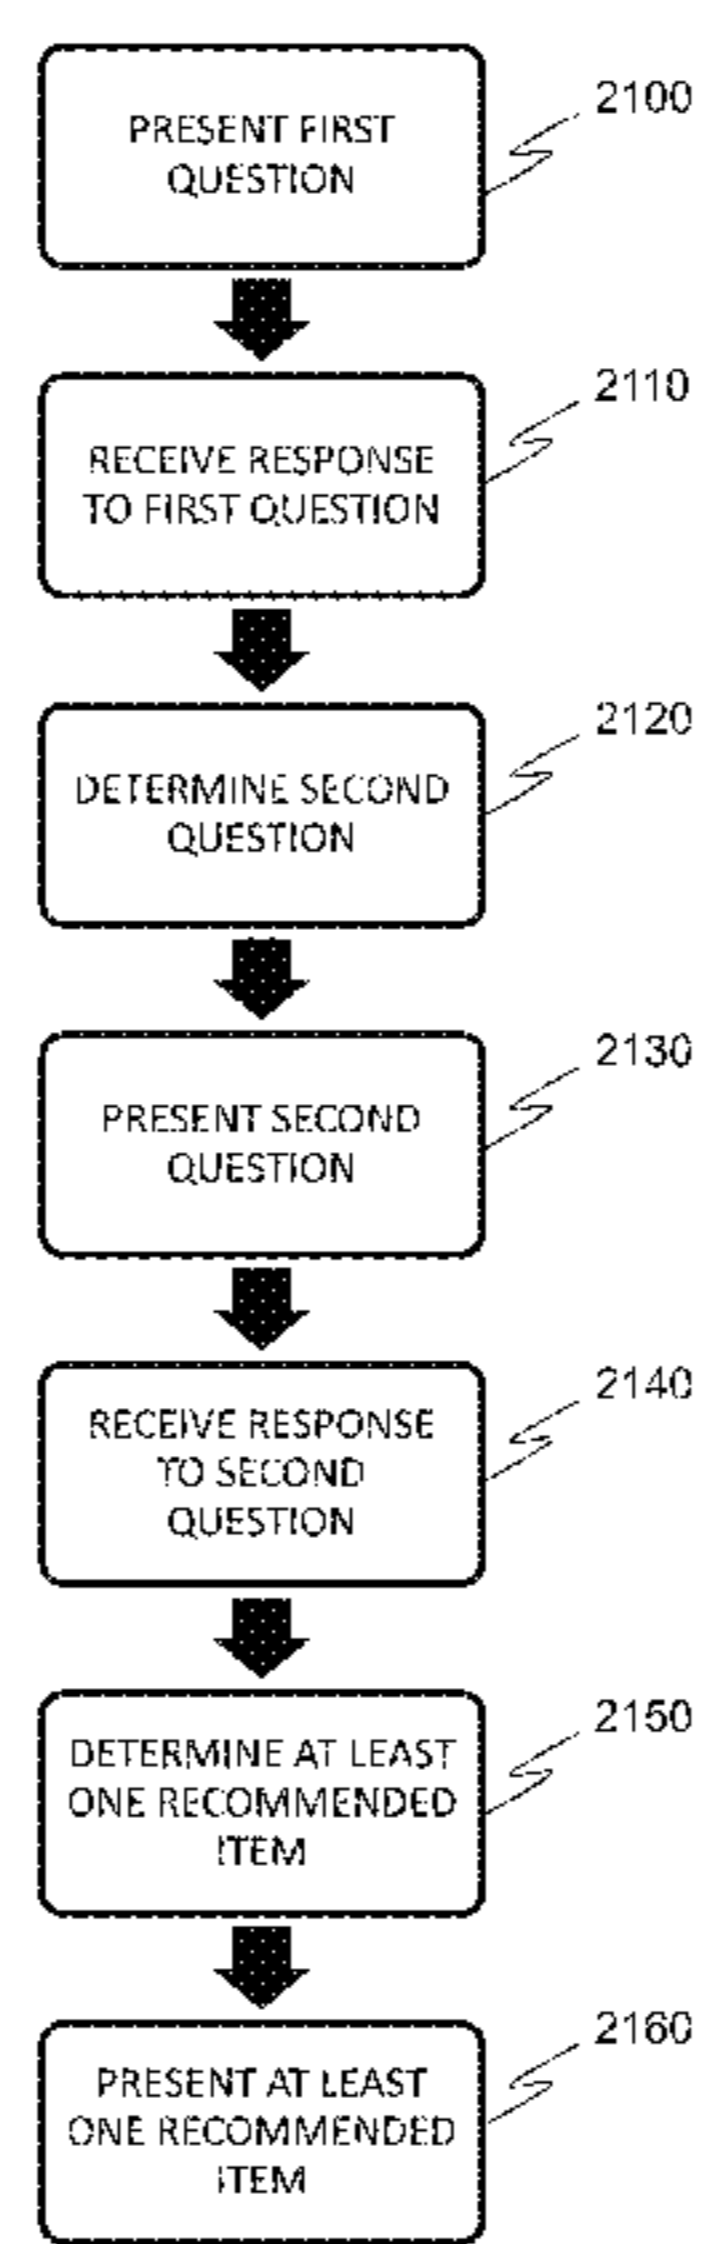 PRESENT FIRST
QUESTION
2100
RECEIVE RESPONSE
TO FIRST QUESTION
2110
DETERMINE SECOND
QUESTION
2120
PRESENT SECOND
QUESTION
2130
RECEIVE RESPONSE
TO SECOND
QUESTION
2140
DETERMINE AT LEAST
ONE RECOMMENDED
ITEM
2150
PRESENT AT LEAST
ONE RECOMMENDED
ITEM
2160